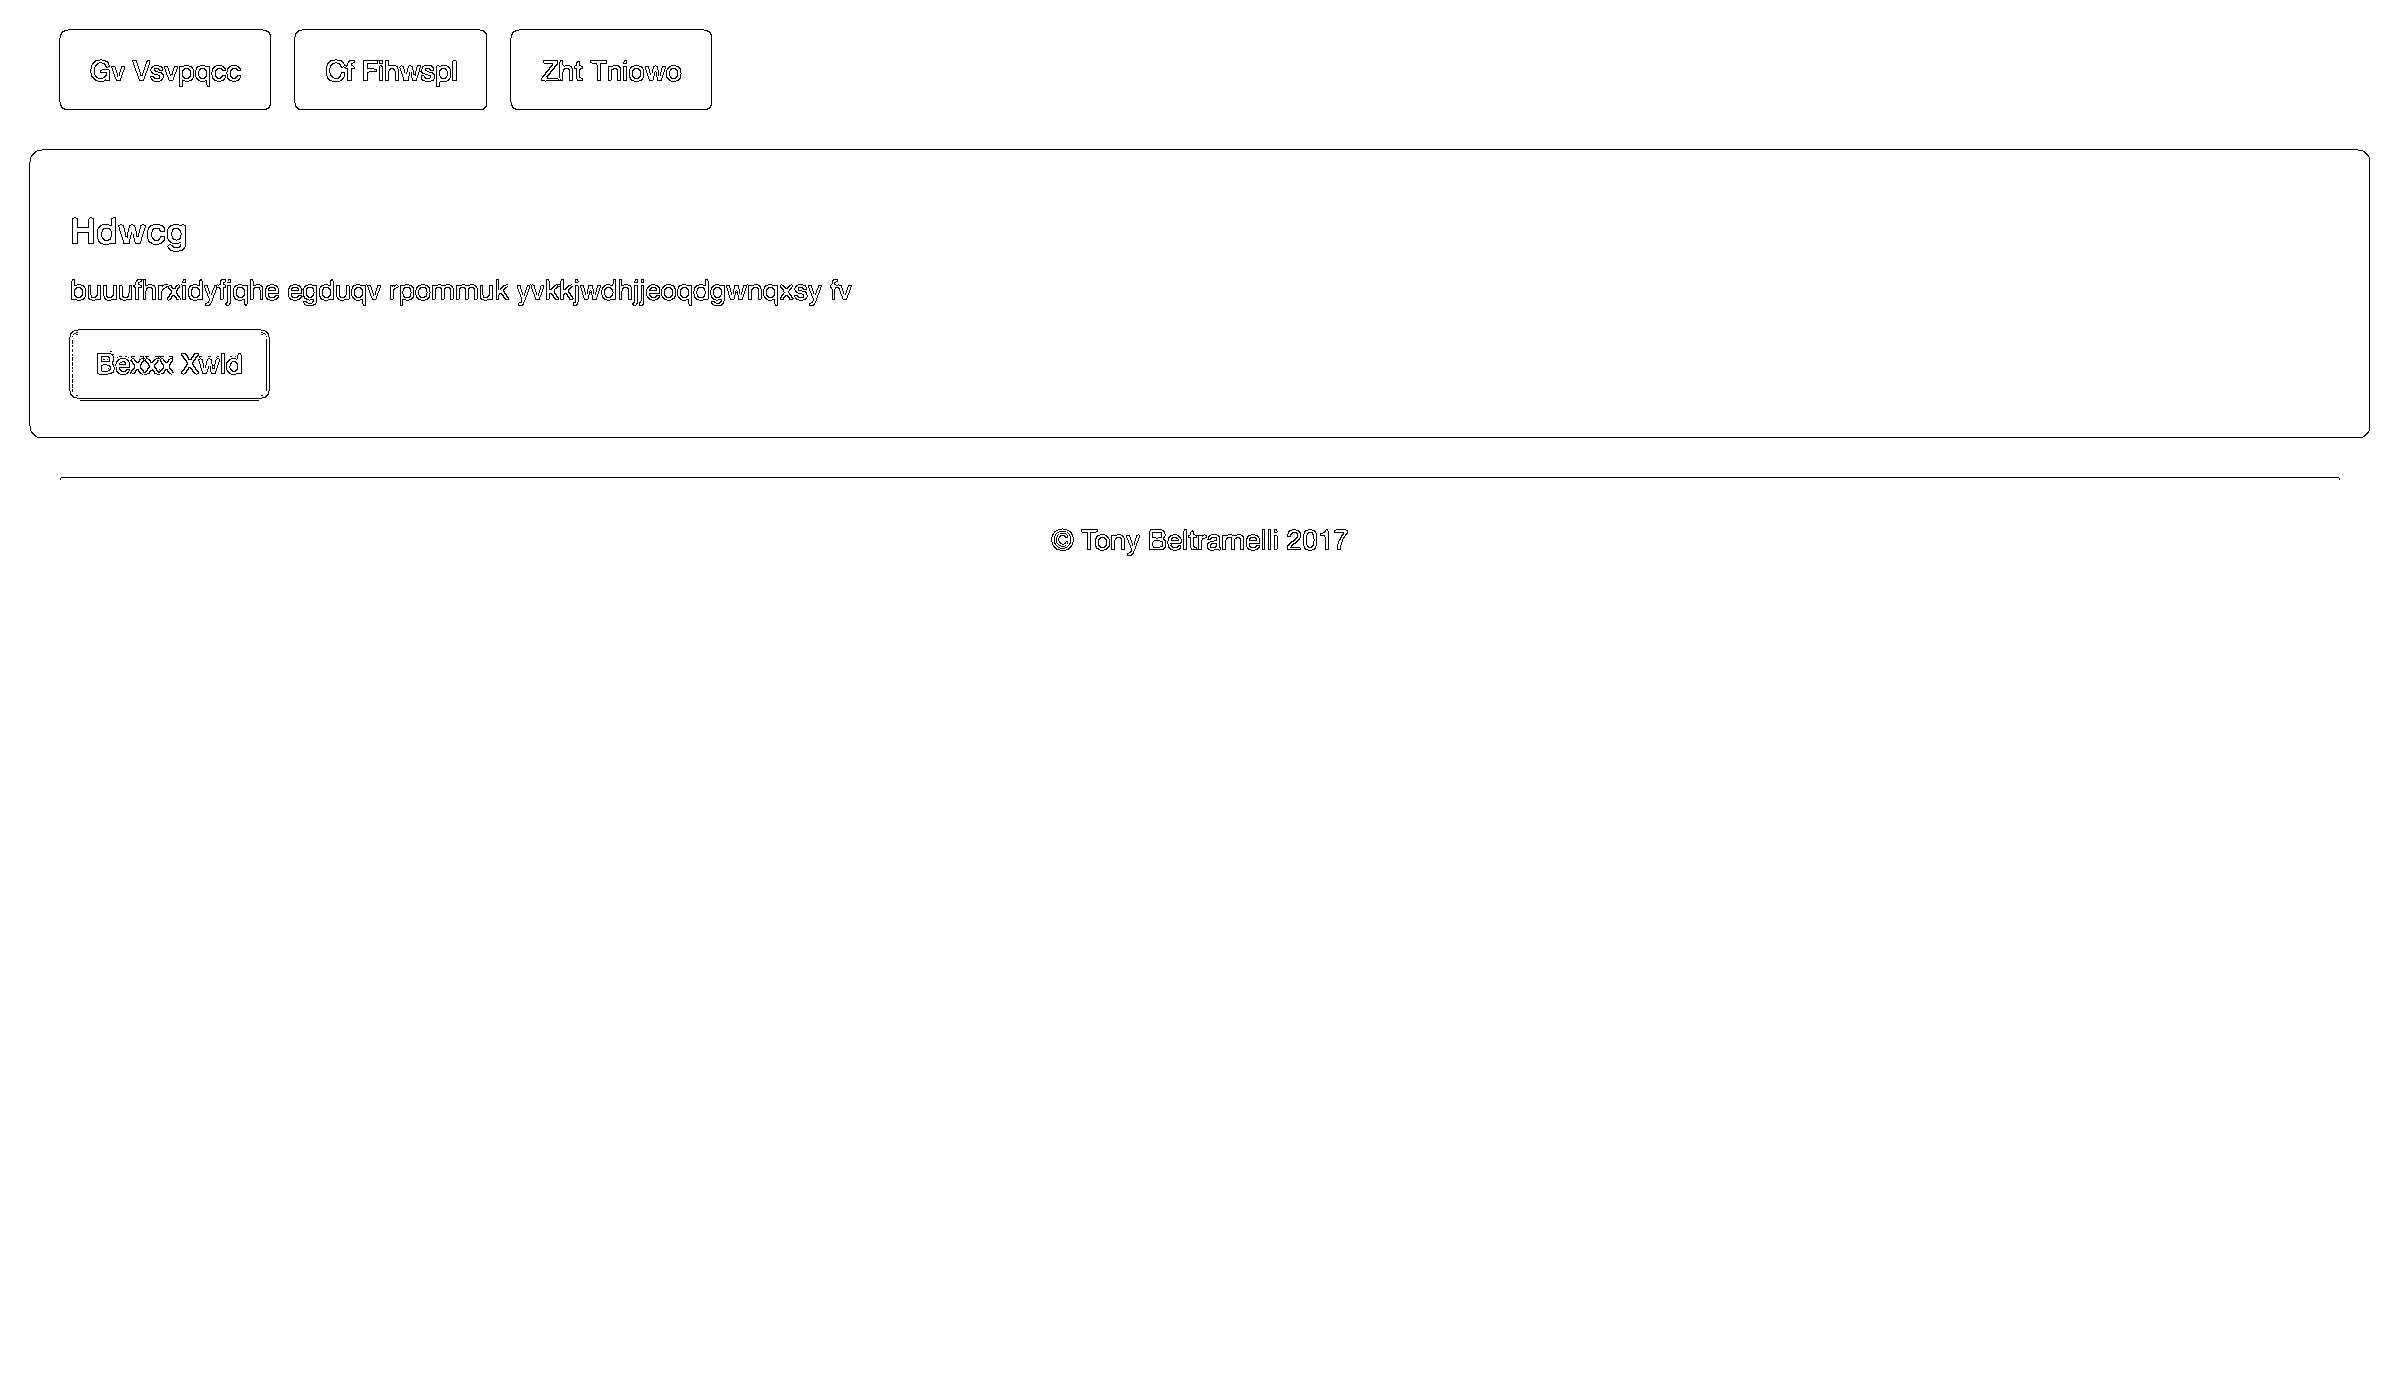 Gv Vsvpqcc Cf Fihwspl Zht Tniowo
Hdwcg
buuufhrxidyfjqhe egduqv rpommuk yvkkjwdhjjeoqdgwnqxsy fv
Bexxx Xwld
© Tony Beltramelli 2017